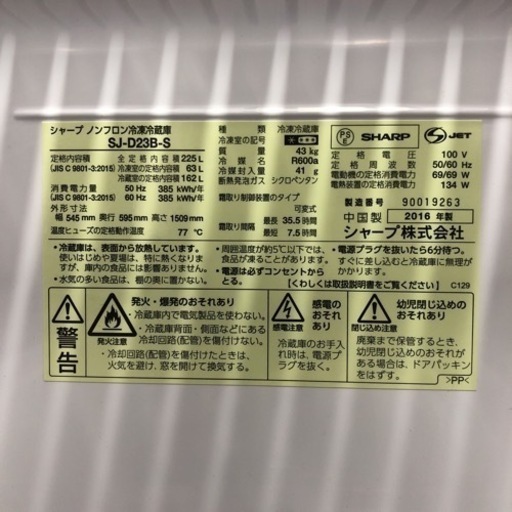 シャープ ノンフロン冷凍冷蔵庫
SJ-D23B-S
定格内容積 全定格内容積 225 L
(JIS C 9801-3:2015) 冷凍室の定格内容積 63 L
冷蔵室の定格内容積 162 L
消費電力量 50 Hz 385 kWh/年
(JIS C 9801-3:2015) 60 Hz 385 kWh/年
外形寸法
幅 545 mm 奥行 595 mm 高さ 1509 mm
温度ヒューズの定格動作温度 77 ℃
種類 冷凍冷蔵庫
冷凍室の記号
質量 43 kg
冷媒 R600a
冷媒封入量 41 g
断熱発泡ガス シクロペンタン
霜取り制御装置のタイプ
可変式
霜取り間隔 最長 35.5 時間
最短 7.5 時間
PS E SHARP S JET
定格電圧 100 V
定格周波数 50/60 Hz
電動機の定格消費電力 69/69 W
電熱装置の定格消費電力 134 W
製造番号 90019263
中国製 2016 年製
シャープ株式会社
・冷蔵庫は、表面から放熱しています。
使いはじめや夏場は、特に熱くなりますが、庫内の食品には影響ありません。
・水気の多い食品は、棚の奥に置かない。
・周囲温度が約5℃以下では、食品が凍ることがあります。
・電源は必ずコンセントからとる。
・電源プラグを抜いたら6分待つ。
すぐに差し込むと冷蔵庫に無理がかかります。
【くわしくは取扱説明書をご覧ください】 C129
警告
発火注意
発火・爆発のおそれあり
・冷蔵庫内で電気製品を使わない。
・冷蔵庫背面・側面などにある冷却回路(配管)を傷付けない。
・冷却回路(配管)を傷付けたときは、火気を避け、窓を開けて換気する。
感電注意
感電のおそれあり
冷蔵庫のお手入れ時は、電源プラグを抜く。
閉じ込め注意
幼児閉じ込めのおそれあり
廃棄まで保管するとき、幼児閉じ込めのおそれがある場合は、ドアパッキンをはずす。
>PP<